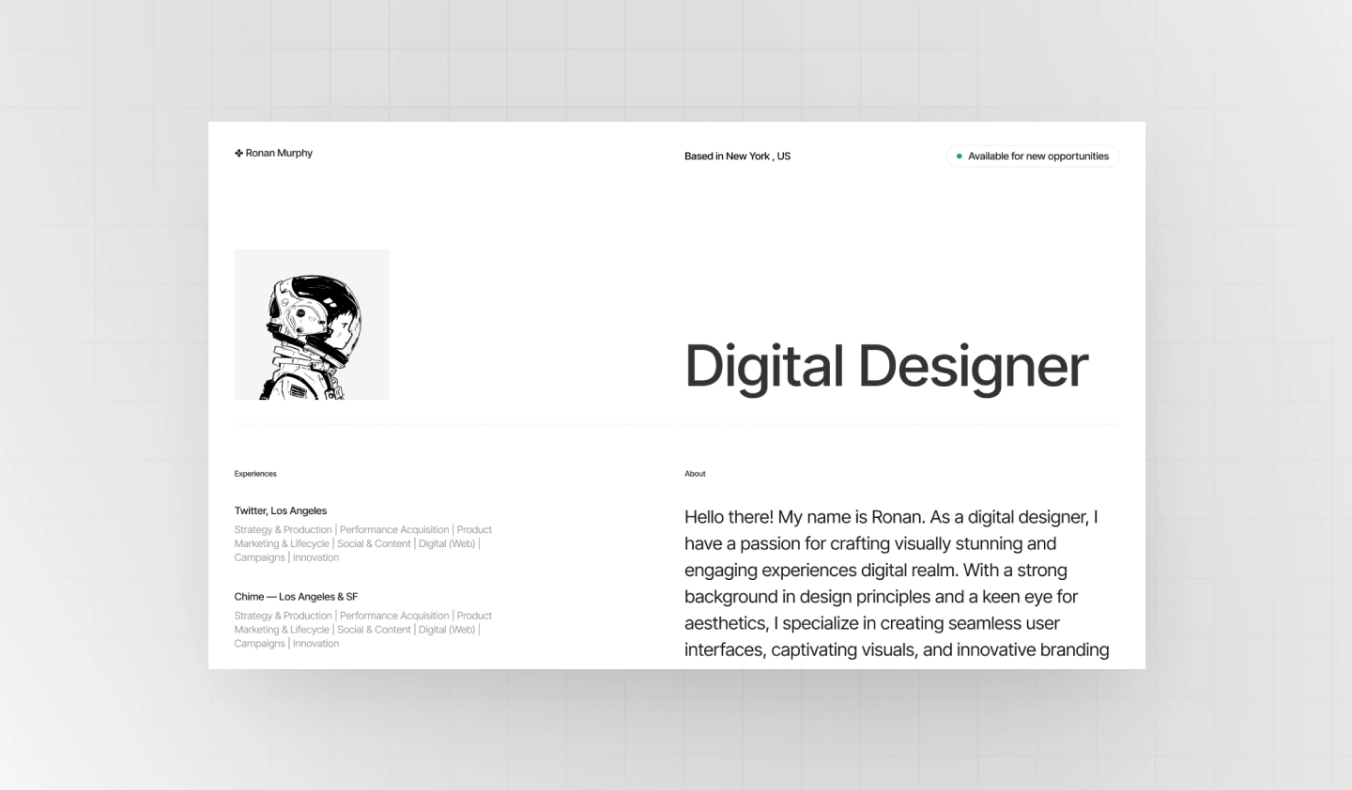 ✤ Ronan Murphy
Based in New York , US
Available for new opportunities
Digital Designer
Experiences
Twitter, Los Angeles
Strategy & Production | Performance Acquisition | Product
Marketing & Lifecycle | Social & Content | Digital (Web) |
Campaigns | Innovation
Chime — Los Angeles & SF
Strategy & Production | Performance Acquisition | Product
Marketing & Lifecycle | Social & Content | Digital (Web) |
Campaigns | Innovation
About
Hello there! My name is Ronan. As a digital designer, I
have a passion for crafting visually stunning and
engaging experiences digital realm. With a strong
background in design principles and a keen eye for
aesthetics, I specialize in creating seamless user
interfaces, captivating visuals, and innovative branding